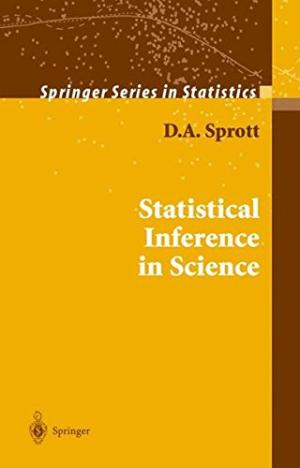 Springer Series in Statistics
D.A. Sprott
Statistical
Inference
in Science
Springer